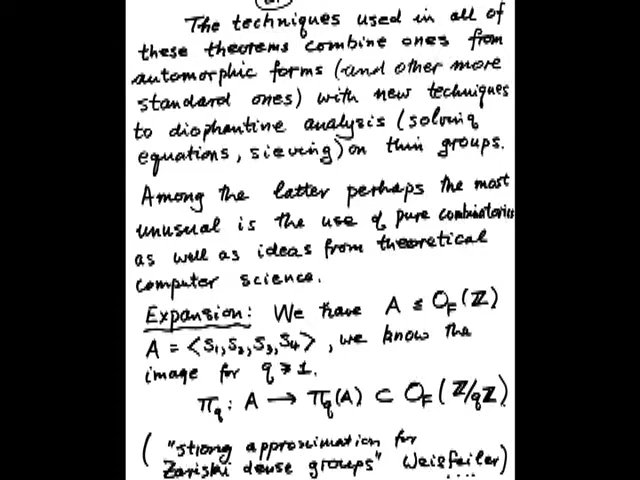 The techniques used in all of
these theorems combine ones from
automorphic forms (and other more
standard ones) with new techniques
to diophantine analysis (solving
equations, sieving) on thin groups.
Among the latter perhaps the most
unusual is the use of pure combinatorics
as well as ideas from theoretical
computer science.
Expansion: We have A ≤ O_F(ℤ)
A = ⟨S₁, S₂, S₃, S₄⟩, we know the
image for q ≥ 1.
π_q : A → π_q(A) ⊂ O_F(ℤ/qℤ)
("strong approximation for
Zariski dense groups" Weisfeiler)